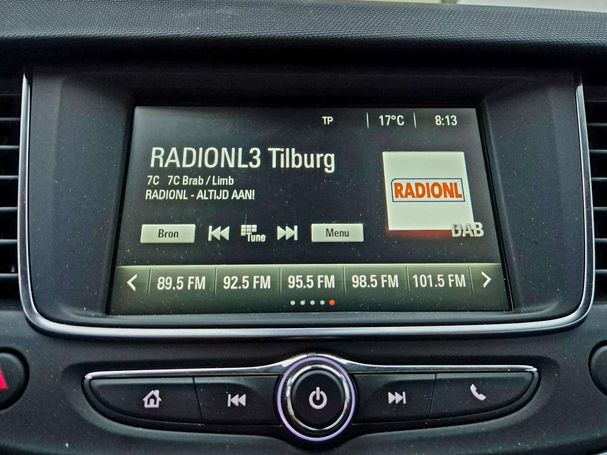 TP 17°C 8:13
RADIONL3 Tilburg
7C 7C Brab / Limb
RADIONL - ALTIJD AAN!
RADIONL
DAB
Bron Tune Menu
89.5 FM 92.5 FM 95.5 FM 98.5 FM 101.5 FM